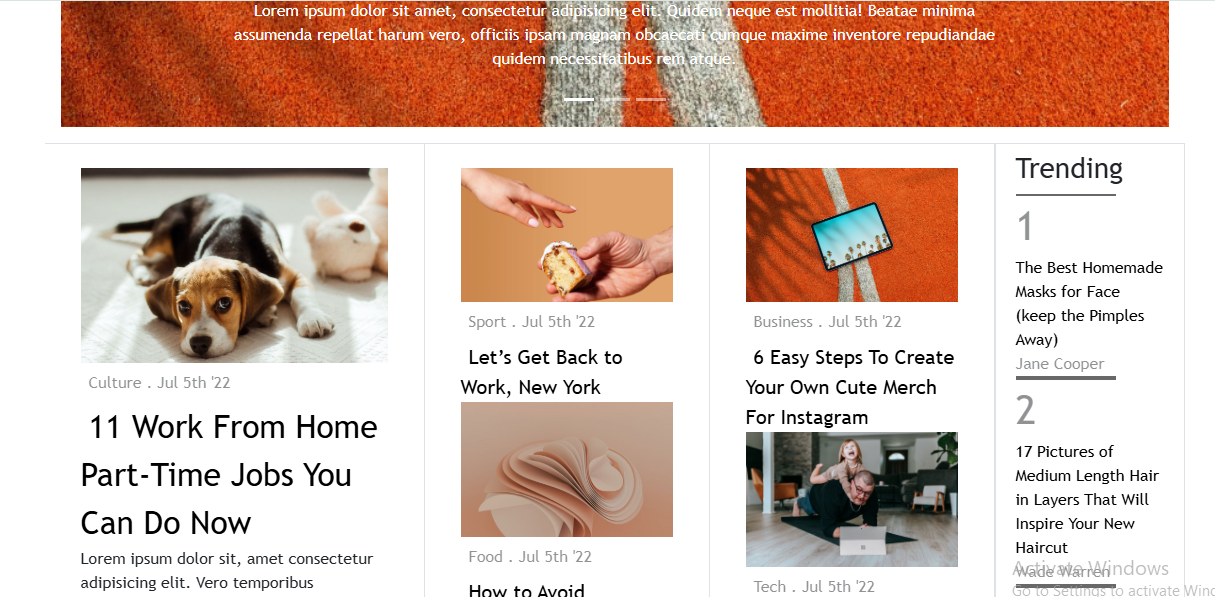 Lorem ipsum dolor sit amet, consectetur adipisicing elit. Quidem neque est mollitia! Beatae minima
assumenda repellat harum vero, officiis ipsam magnam obcaecati cumque maxime inventore repudiandae
quidem necessitatibus rem atque.
Culture . Jul 5th '22
11 Work From Home
Part-Time Jobs You
Can Do Now
Lorem ipsum dolor sit, amet consectetur
adipisicing elit. Vero temporibus
Sport . Jul 5th '22
Let’s Get Back to
Work, New York
Food . Jul 5th '22
How to Avoid
Business . Jul 5th '22
6 Easy Steps To Create
Your Own Cute Merch
For Instagram
Tech . Jul 5th '22
Trending
1
The Best Homemade
Masks for Face
(keep the Pimples
Away)
Jane Cooper
2
17 Pictures of
Medium Length Hair
in Layers That Will
Inspire Your New
Haircut
Wade Warren
Activate Windows
Go to Settings to activate Wind